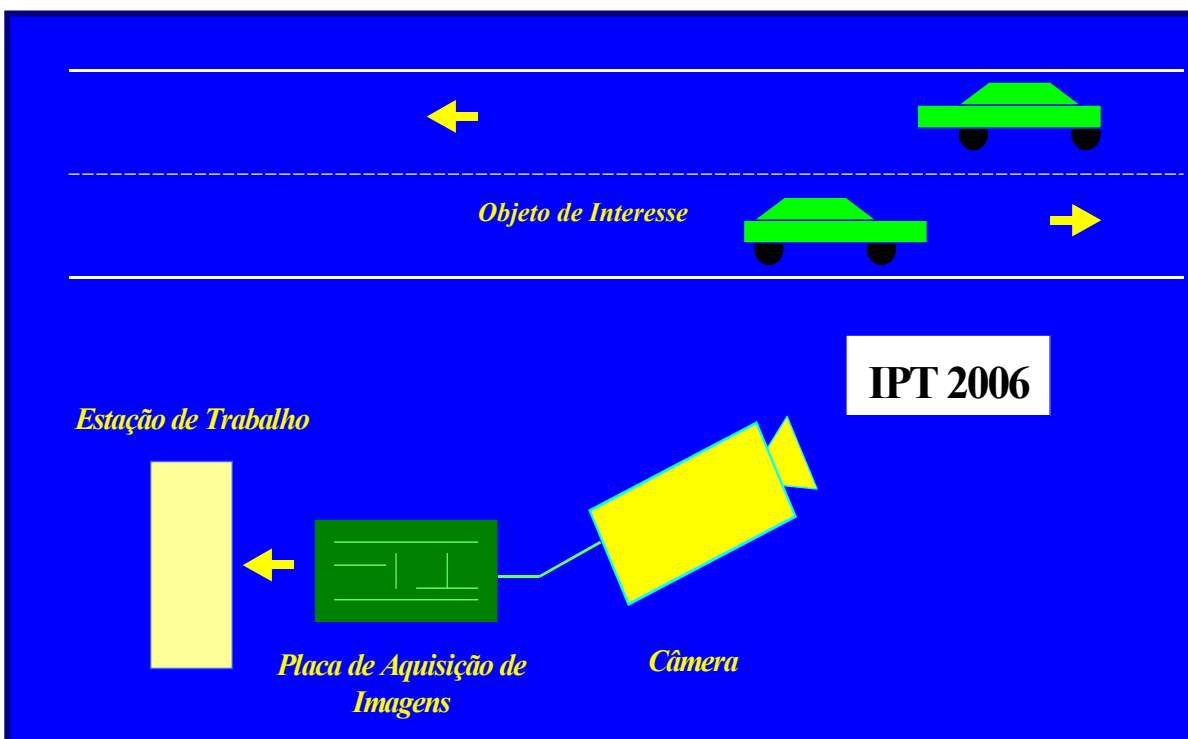 Objeto de Interesse
IPT 2006
Estação de Trabalho
Placa de Aquisição de
Imagens
Câmera